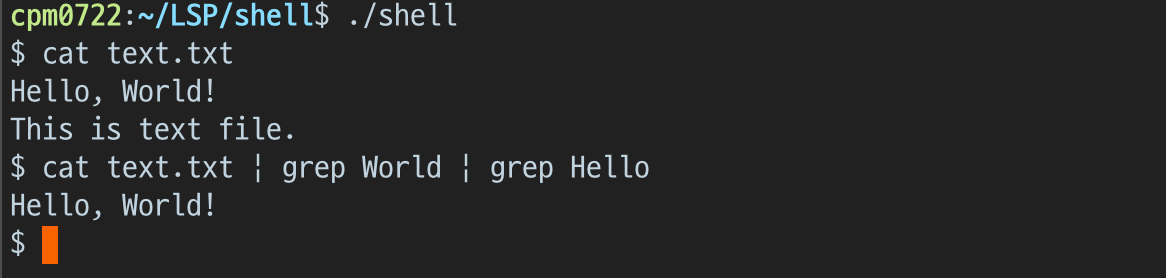 cpm0722:~/LSP/shell$ ./shell
$ cat text.txt
Hello, World!
This is text file.
$ cat text.txt | grep World | grep Hello
Hello, World!
$